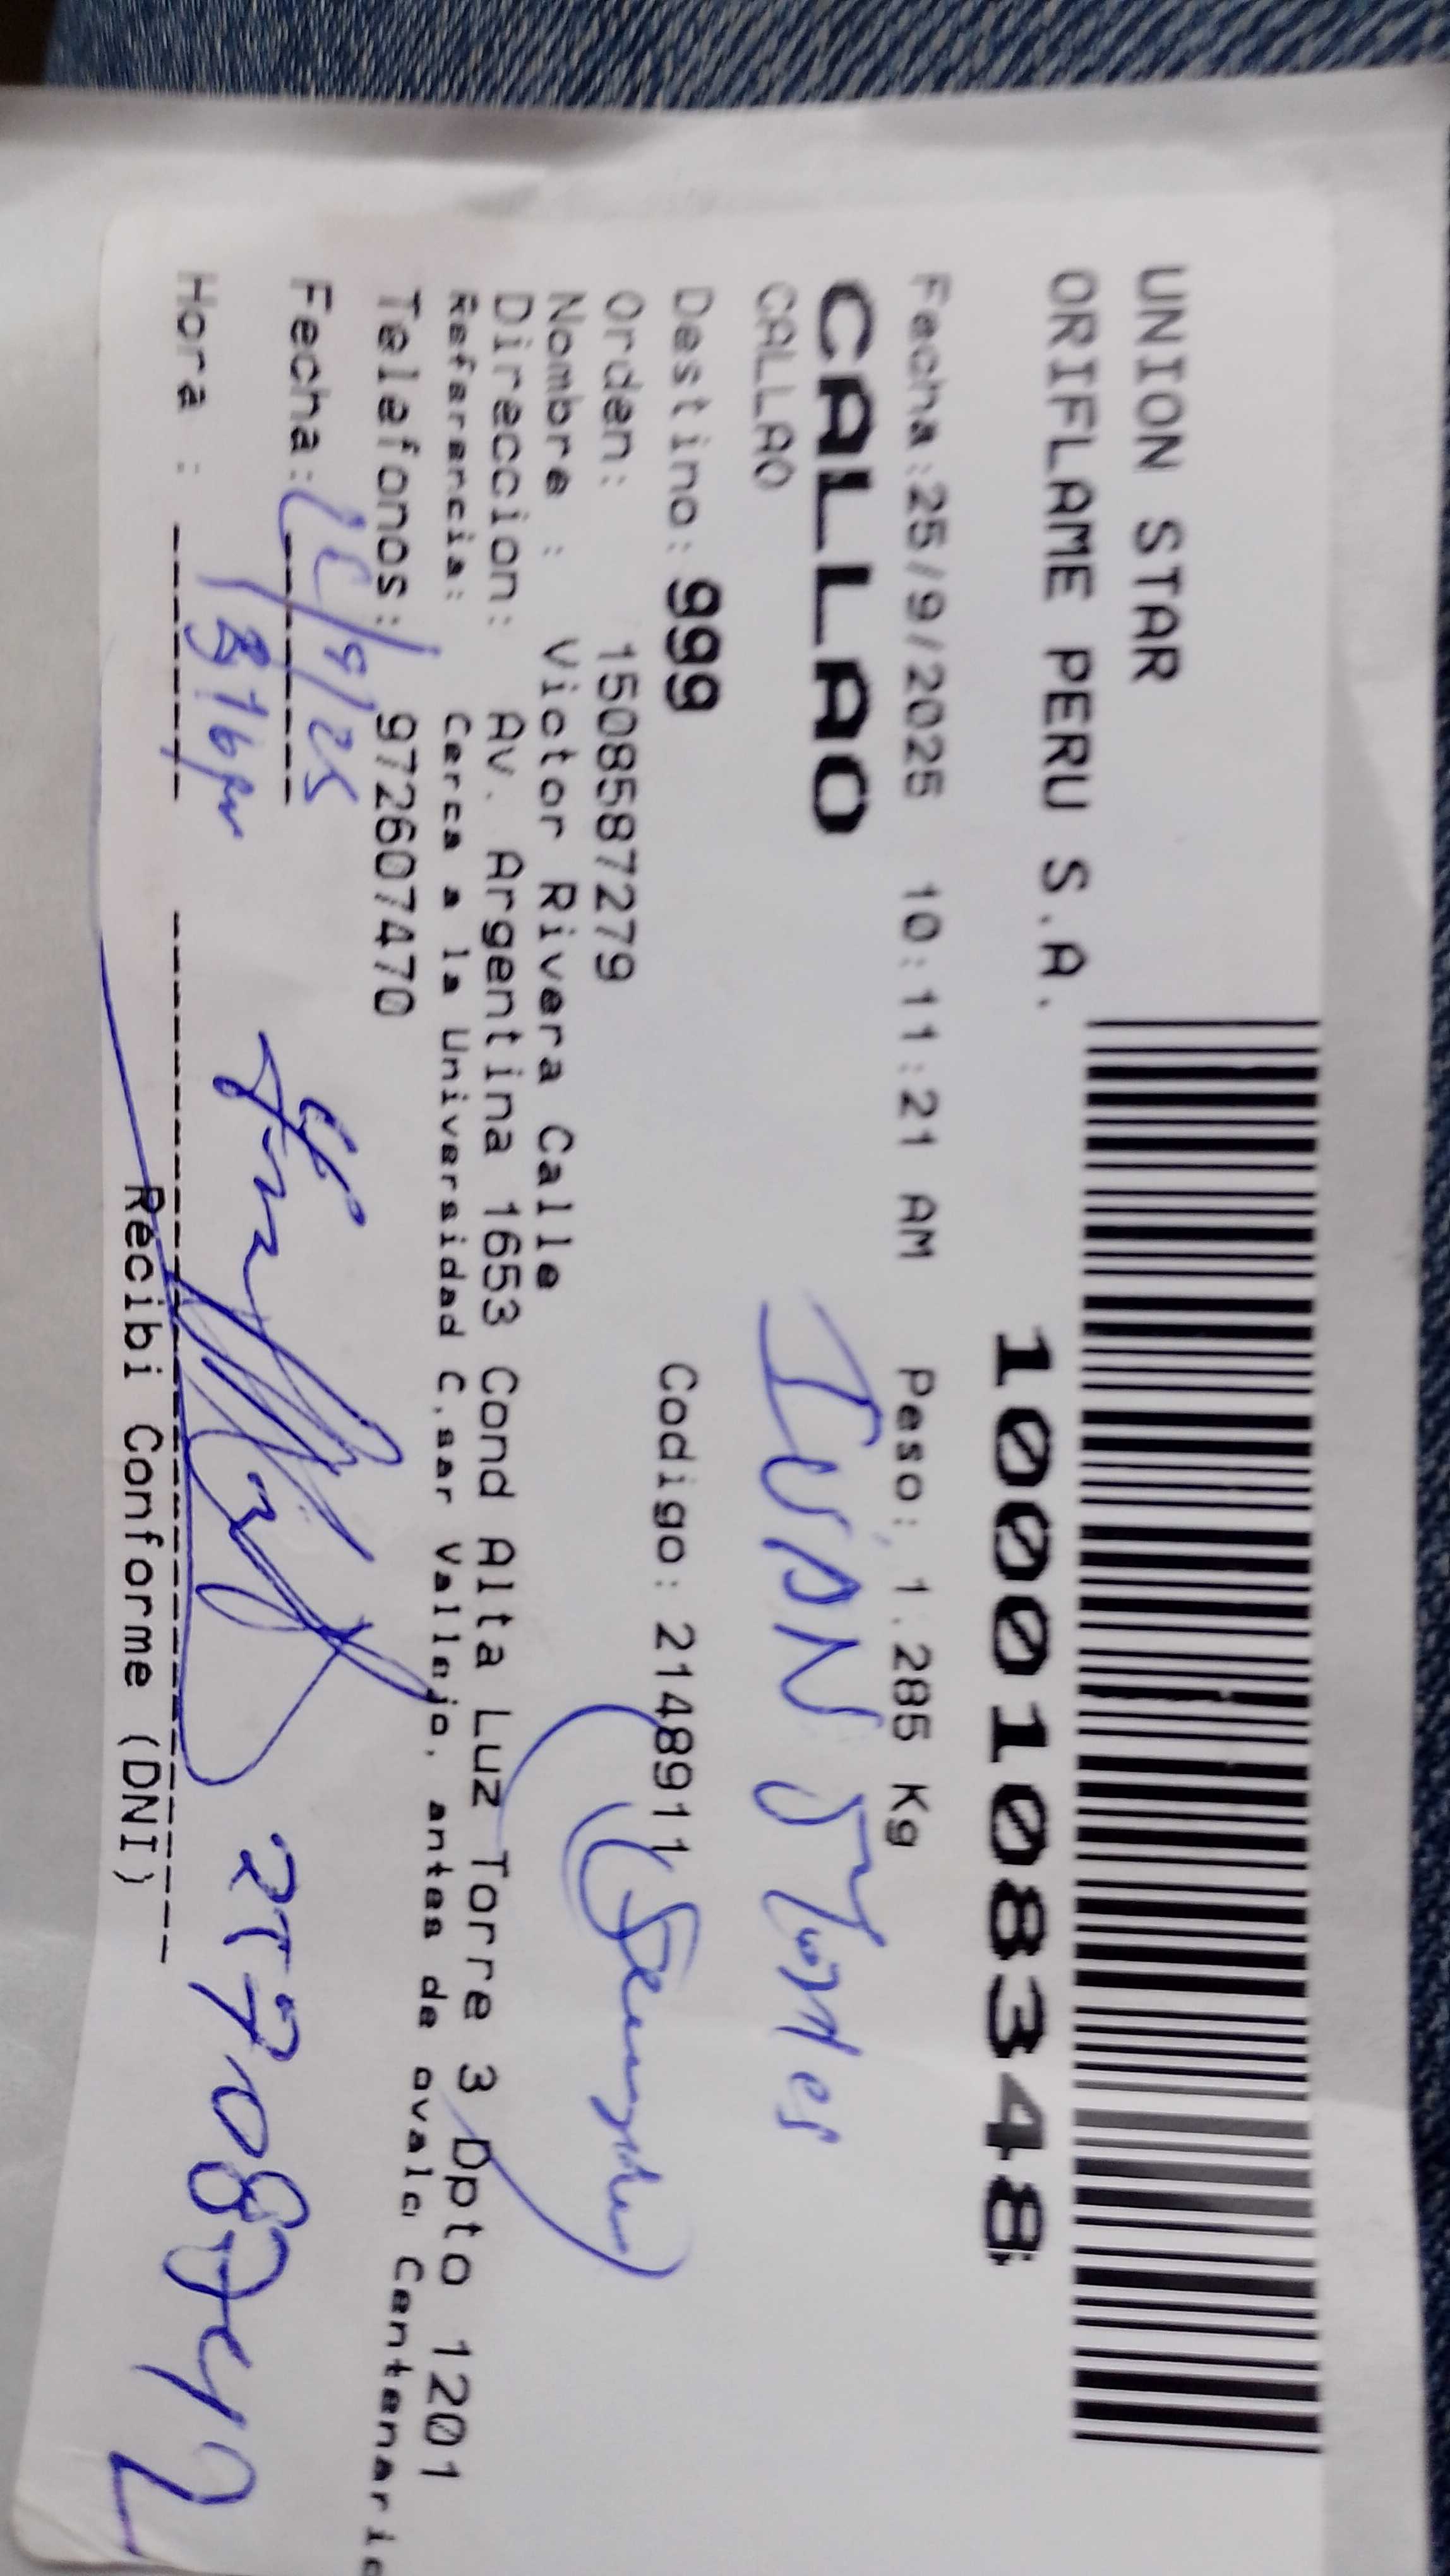 UNION STAR
ORIFLAME PERU S.A.
1000108348
Fecha:25/9/2025 10:11:21 AM Peso: 1.285 Kg
CALLAO
CALLAO
IVAN
Destino: 999 Codigo: 2148911
Orden: 1508587279
Nombre : Victor Rivera Calle
Direccion: Av. Argentina 1653 Cond Alta Luz Torre 3 Dpto 1201
Referencia: Cerca a la Universidad C,sar Vallejo, antes de ovalo Centenario
Telefonos: 972607470
Fecha: /9/25
Hora :
Recibi Conforme (DNI)